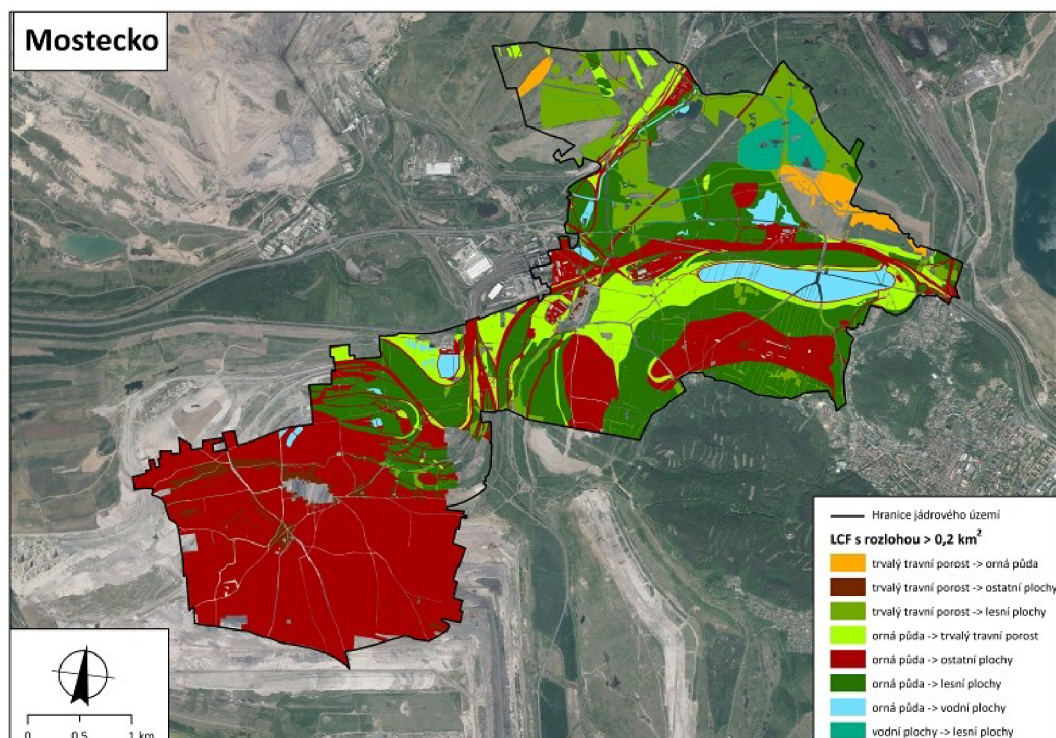 Mostecko
Hranice jádrového území
LCF s rozlohou > 0,2 km²
trvalý travní porost -> orná půda
trvalý travní porost -> ostatní plochy
trvalý travní porost -> lesní plochy
orná půda -> trvalý travní porost
orná půda -> ostatní plochy
orná půda -> lesní plochy
orná půda -> vodní plochy
vodní plochy -> lesní plochy
0 0,5 1 km